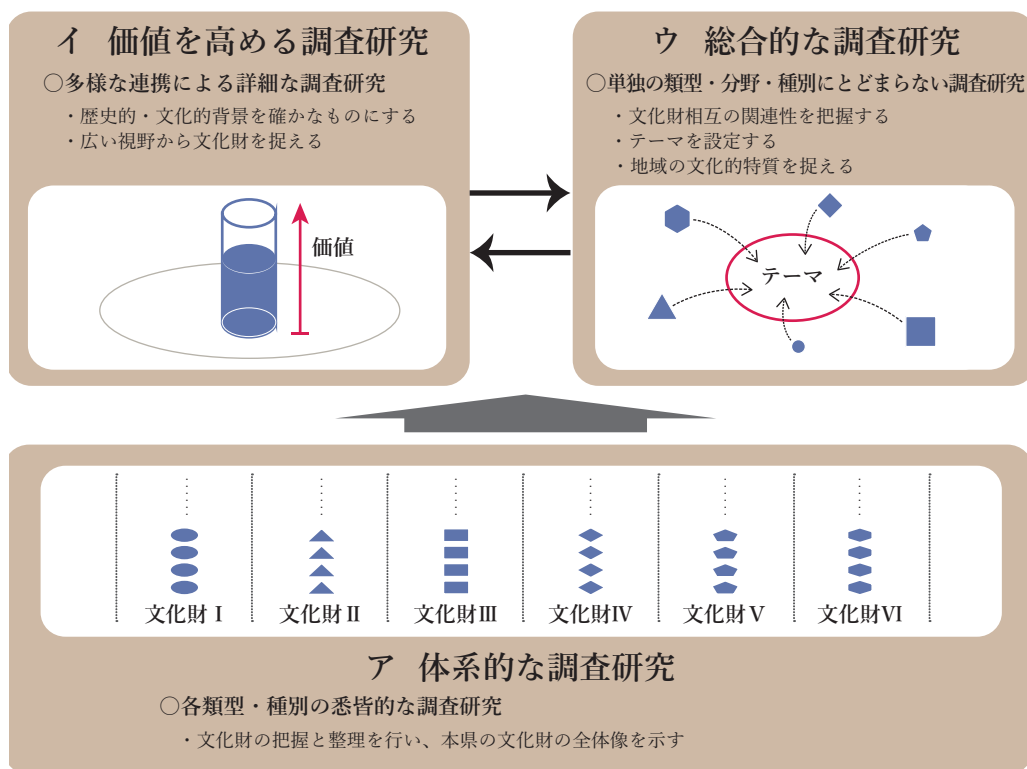 イ 価値を高める調査研究
○多様な連携による詳細な調査研究
・歴史的・文化的背景を確かなものにする
・広い視野から文化財を捉える
価値
ウ 総合的な調査研究
○単独の類型・分野・種別にとどまらない調査研究
・文化財相互の関連性を把握する
・テーマを設定する
・地域の文化的特質を捉える
テーマ
文化財Ⅰ 文化財Ⅱ 文化財Ⅲ 文化財Ⅳ 文化財Ⅴ 文化財Ⅵ
ア 体系的な調査研究
○各類型・種別の悉皆的な調査研究
・文化財の把握と整理を行い、本県の文化財の全体像を示す